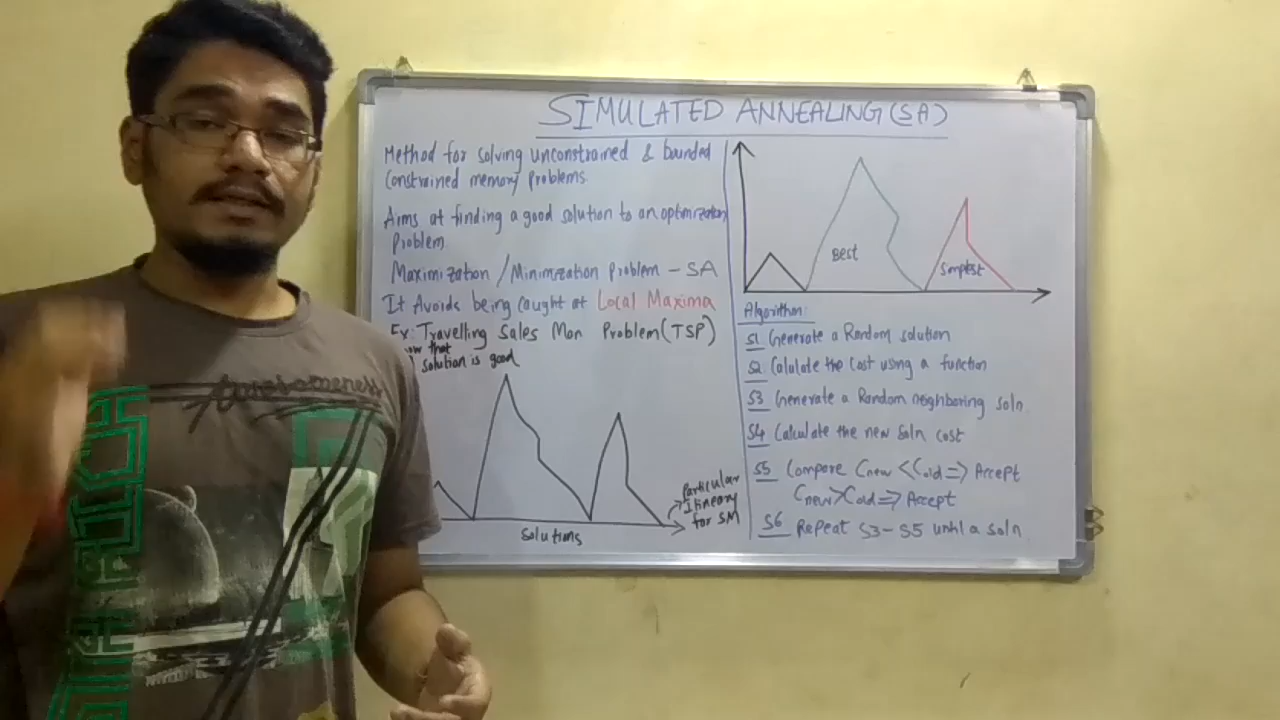 SIMULATED ANNEALING (SA)
Method for solving unconstrained & bounded
Constrained memory problems.
Aims at finding a good solution to an optimization
Problem.
Maximization / Minimization Problem - SA
It Avoids being caught at Local Maxima
Ex: Travelling Sales Man Problem (TSP)
that
solution is good
Solutions
Particular
Itineary
for SM
Best
Simplest
Algorithm:
S1 Generate a Random solution
S2 Calulate the Cost using a function
S3 Generate a Random neighboring soln
S4 Calculate the new soln cost
S5 Compare Cnew < Cold => Accept
Cnew > Cold => Accept
S6 Repeat S3 - S5 until a soln
Awesomeness